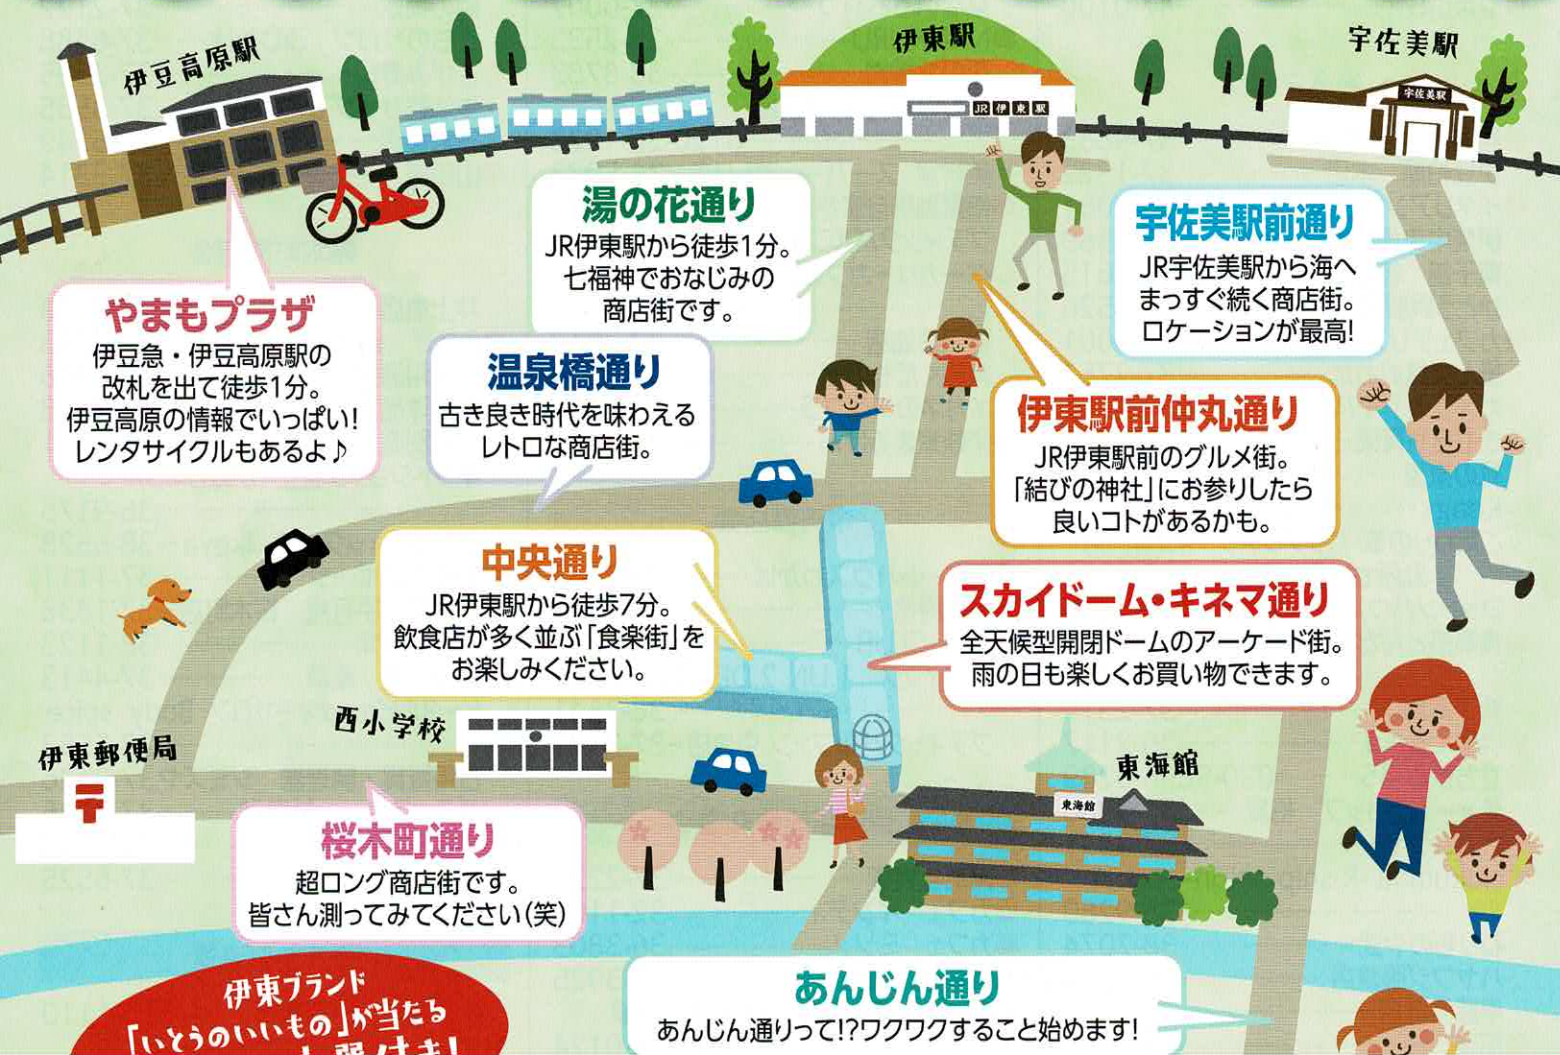 伊豆高原駅
伊東駅
JR伊東駅
宇佐美駅
宇佐美駅
湯の花通り
JR伊東駅から徒歩1分。
七福神でおなじみの
商店街です。
宇佐美駅前通り
JR宇佐美駅から海へ
まっすぐ続く商店街。
ロケーションが最高!
やまもプラザ
伊豆急・伊豆高原駅の
改札を出て徒歩1分。
伊豆高原の情報でいっぱい!
レンタサイクルもあるよ♪
温泉橋通り
古き良き時代を味わえる
レトロな商店街。
伊東駅前仲丸通り
JR伊東駅前のグルメ街。
「結びの神社」にお参りしたら
良いコトがあるかも。
中央通り
JR伊東駅から徒歩7分。
飲食店が多く並ぶ「食楽街」を
お楽しみください。
スカイドーム・キネマ通り
全天候型開閉ドームのアーケード街。
雨の日も楽しくお買い物できます。
西小学校
伊東郵便局
〒
東海館
東海館
桜木町通り
超ロング商店街です。
皆さん測ってみてください(笑)
あんじん通り
あんじん通りって!?ワクワクすること始めます!
伊東ブランド
「いとうのいいもの」が当たる